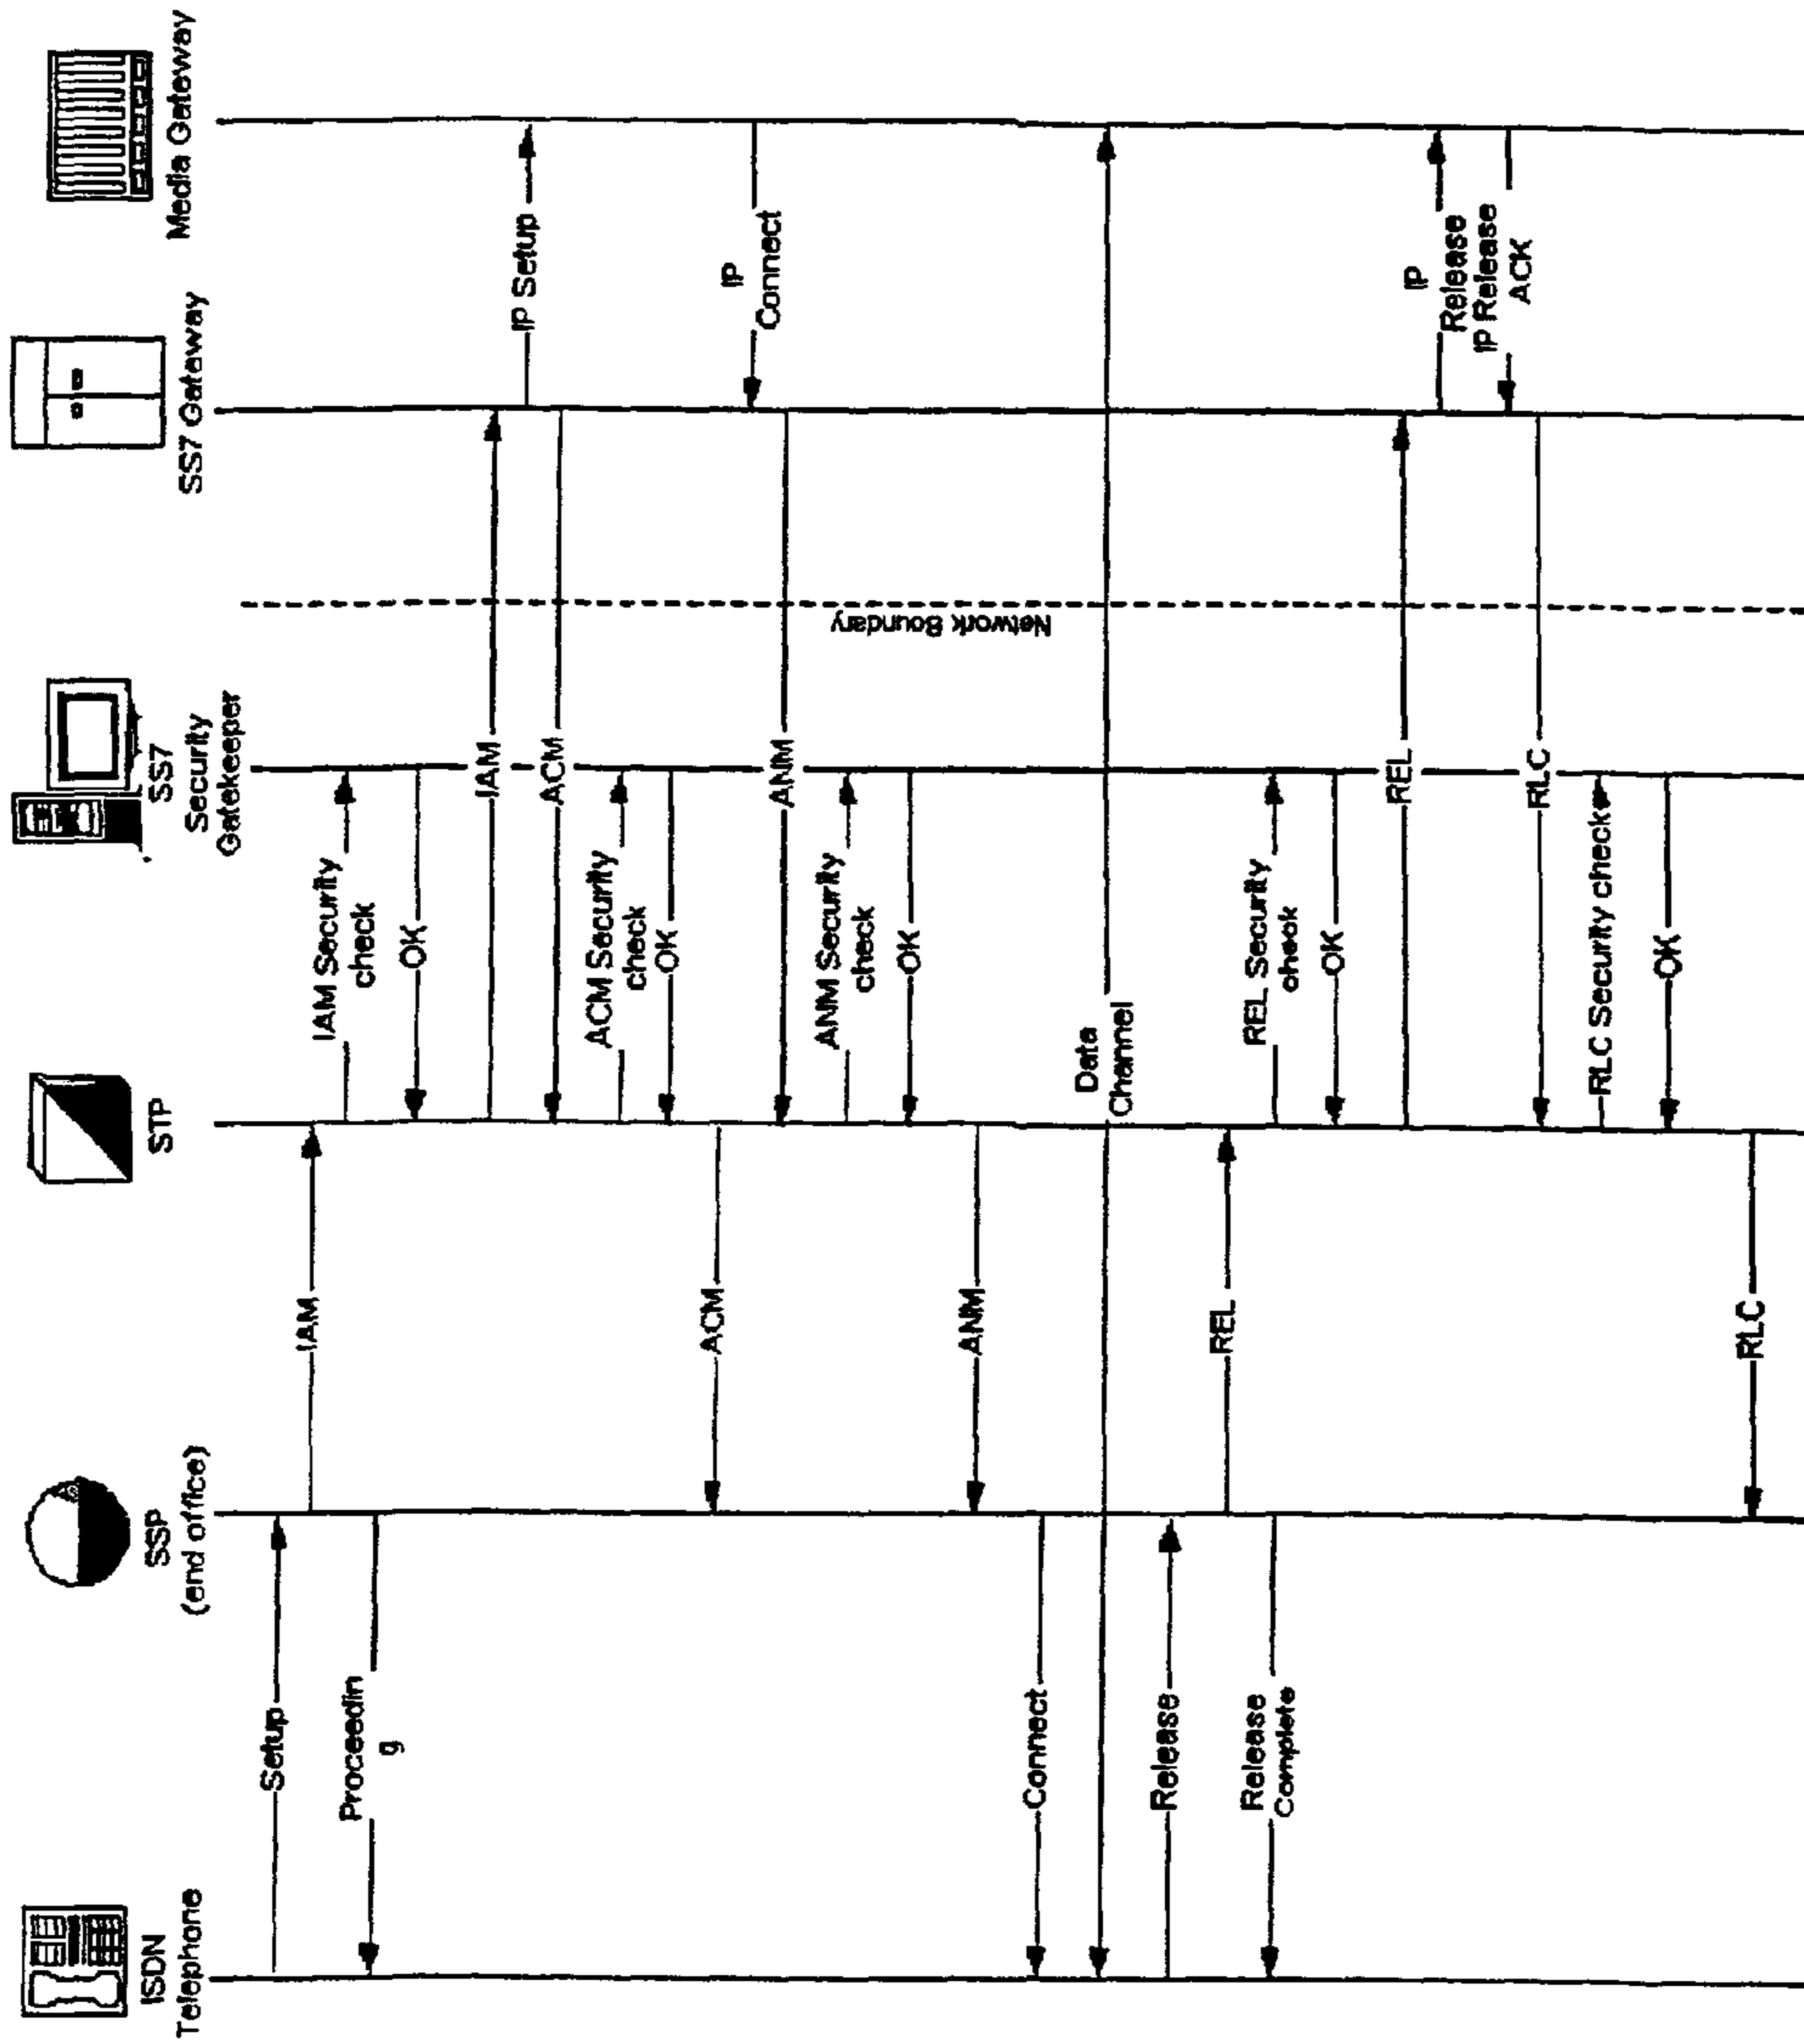 ISDN
Telephone
SSP
(end office)
STP
SS7
Security
Gatekeeper
SS7 Gateway
Media Gateway
Network Boundary
Setup
IAM
IAM Security
check
Proceedin
g
OK
IAM
IP Setup
ACM
ACM Security
check
OK
ACM
IP
Connect
ANM
ANM Security
check
OK
ANM
Connect
Data
Channel
Release
REL
REL Security
check
Release
Complete
OK
REL
IP
Release
IP Release
ACK
RLC
RLC Security check
OK
RLC